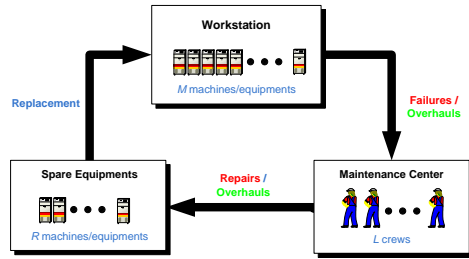 Workstation
M machines/equipments
Replacement
Failures /
Overhauls
Spare Equipments
R machines/equipments
Repairs /
Overhauls
Maintenance Center
L crews